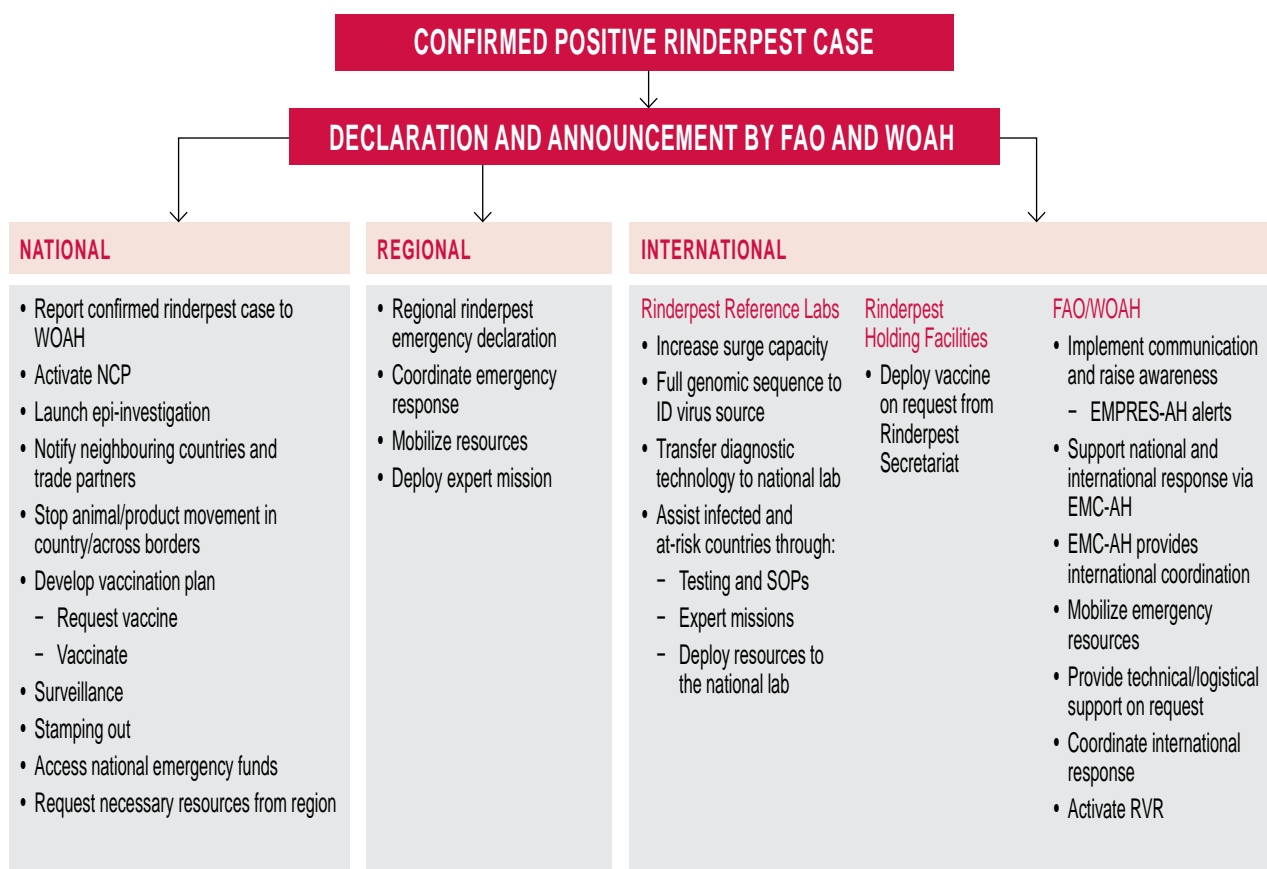 CONFIRMED POSITIVE RINDERPEST CASE
DECLARATION AND ANNOUNCEMENT BY FAO AND WOAH
NATIONAL
• Report confirmed rinderpest case to
WOAH
• Activate NCP
• Launch epi-investigation
• Notify neighbouring countries and
trade partners
• Stop animal/product movement in
country/across borders
• Develop vaccination plan
– Request vaccine
– Vaccinate
• Surveillance
• Stamping out
• Access national emergency funds
• Request necessary resources from region
REGIONAL
• Regional rinderpest
emergency declaration
• Coordinate emergency
response
• Mobilize resources
• Deploy expert mission
INTERNATIONAL
Rinderpest Reference Labs
• Increase surge capacity
• Full genomic sequence to
ID virus source
• Transfer diagnostic
technology to national lab
• Assist infected and
at-risk countries through:
– Testing and SOPs
– Expert missions
– Deploy resources to
the national lab
Rinderpest
Holding Facilities
• Deploy vaccine
on request from
Rinderpest
Secretariat
FAO/WOAH
• Implement communication
and raise awareness
– EMPRES-AH alerts
• Support national and
international response via
EMC-AH
• EMC-AH provides
international coordination
• Mobilize emergency
resources
• Provide technical/logistical
support on request
• Coordinate international
response
• Activate RVR